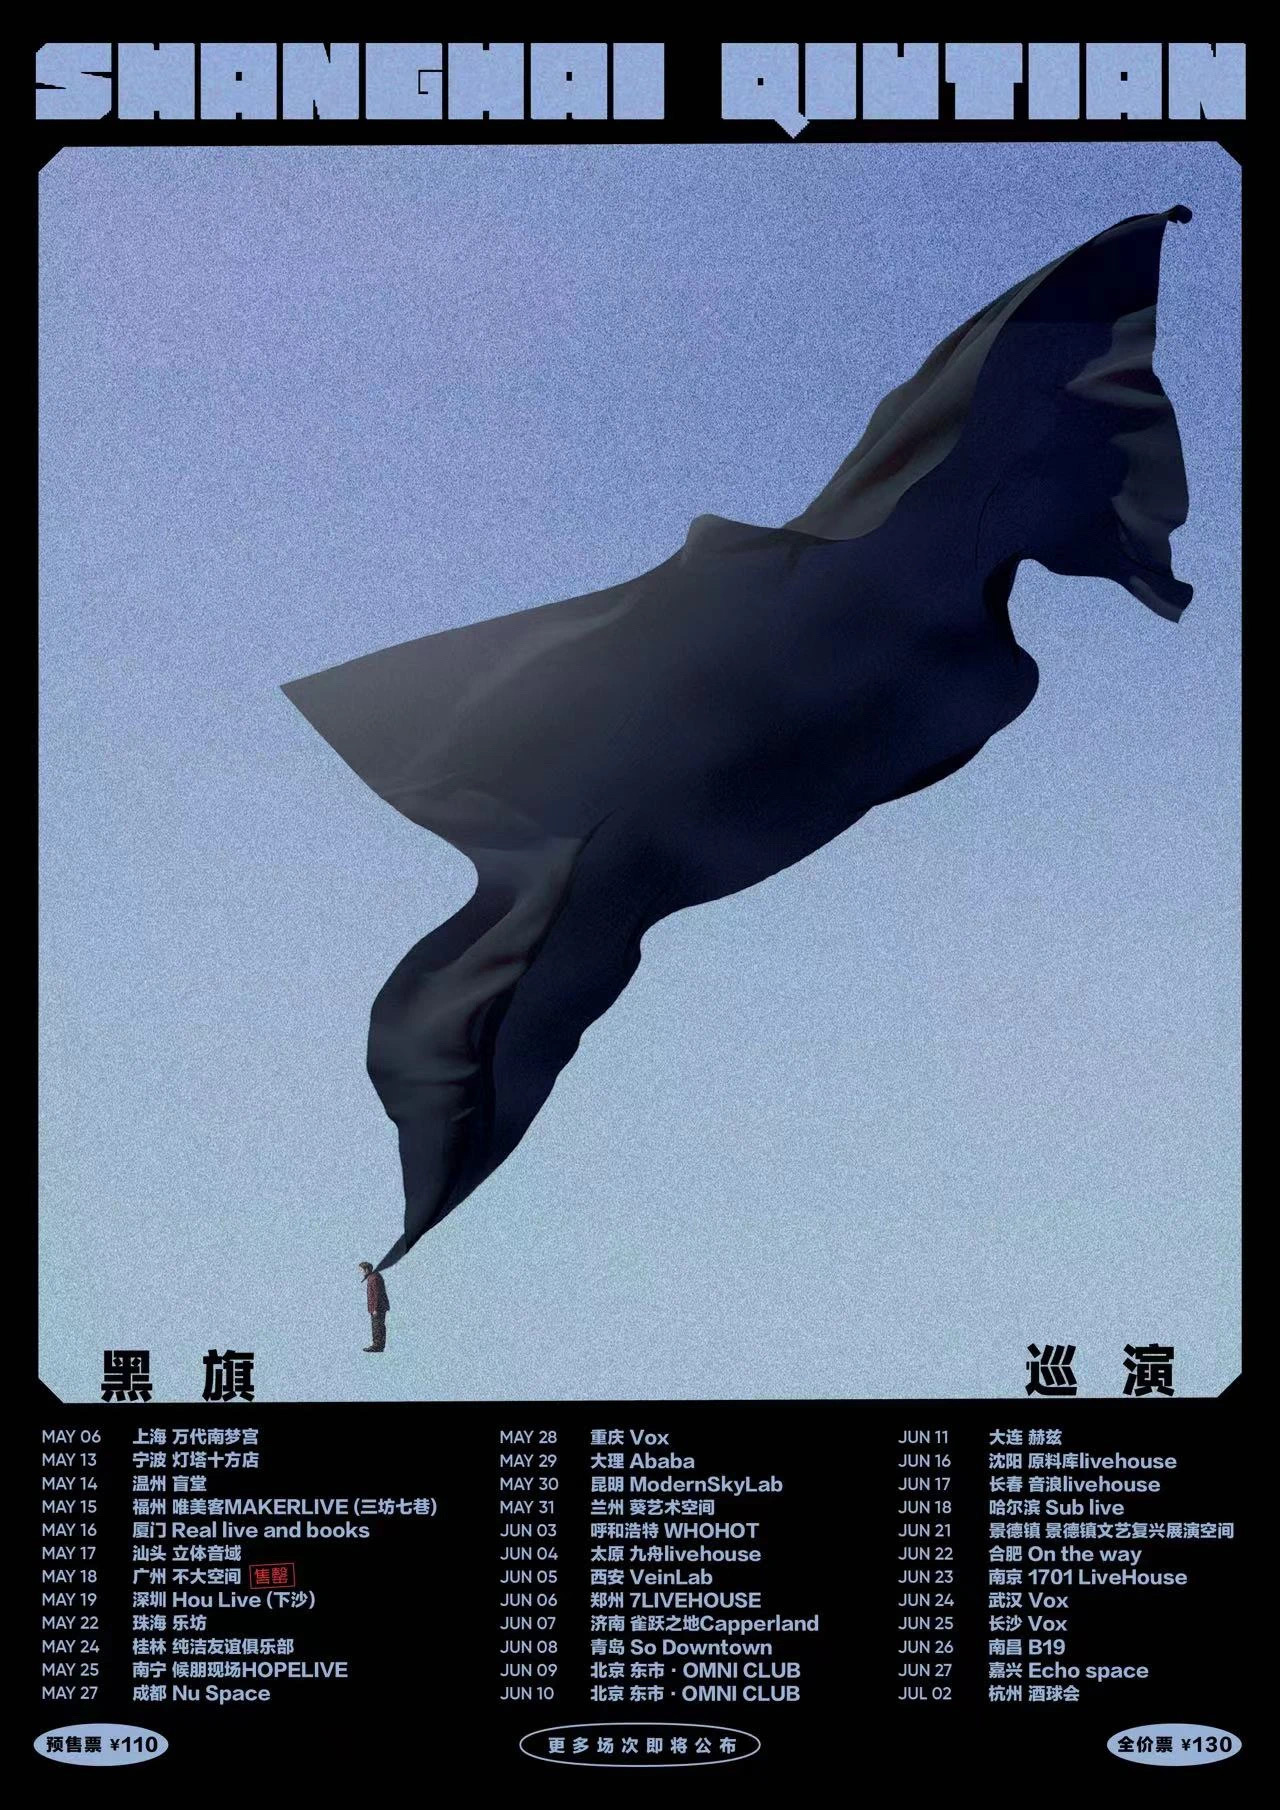 SHANGHAI QIUTIAN
黑旗 巡演
MAY 06 上海 万代南梦宫
MAY 13 宁波 灯塔十方店
MAY 14 温州 盲堂
MAY 15 福州 唯美客MAKERLIVE (三坊七巷)
MAY 16 厦门 Real live and books
MAY 17 汕头 立体音域
MAY 18 广州 不大空间 售罄
MAY 19 深圳 Hou Live (下沙)
MAY 22 珠海 乐坊
MAY 24 桂林 纯洁友谊俱乐部
MAY 25 南宁 候朋现场HOPELIVE
MAY 27 成都 Nu Space
MAY 28 重庆 Vox
MAY 29 大理 Ababa
MAY 30 昆明 ModernSkyLab
MAY 31 兰州 葵艺术空间
JUN 03 呼和浩特 WHOHOT
JUN 04 太原 九舟livehouse
JUN 05 西安 VeinLab
JUN 06 郑州 7LIVEHOUSE
JUN 07 济南 雀跃之地Capperland
JUN 08 青岛 So Downtown
JUN 09 北京 东市·OMNI CLUB
JUN 10 北京 东市·OMNI CLUB
JUN 11 大连 赫兹
JUN 16 沈阳 原料库livehouse
JUN 17 长春 音浪livehouse
JUN 18 哈尔滨 Sub live
JUN 21 景德镇 景德镇文艺复兴展演空间
JUN 22 合肥 On the way
JUN 23 南京 1701 LiveHouse
JUN 24 武汉 Vox
JUN 25 长沙 Vox
JUN 26 南昌 B19
JUN 27 嘉兴 Echo space
JUL 02 杭州 酒球会
预售票 ¥110
更多场次即将公布
全价票 ¥130